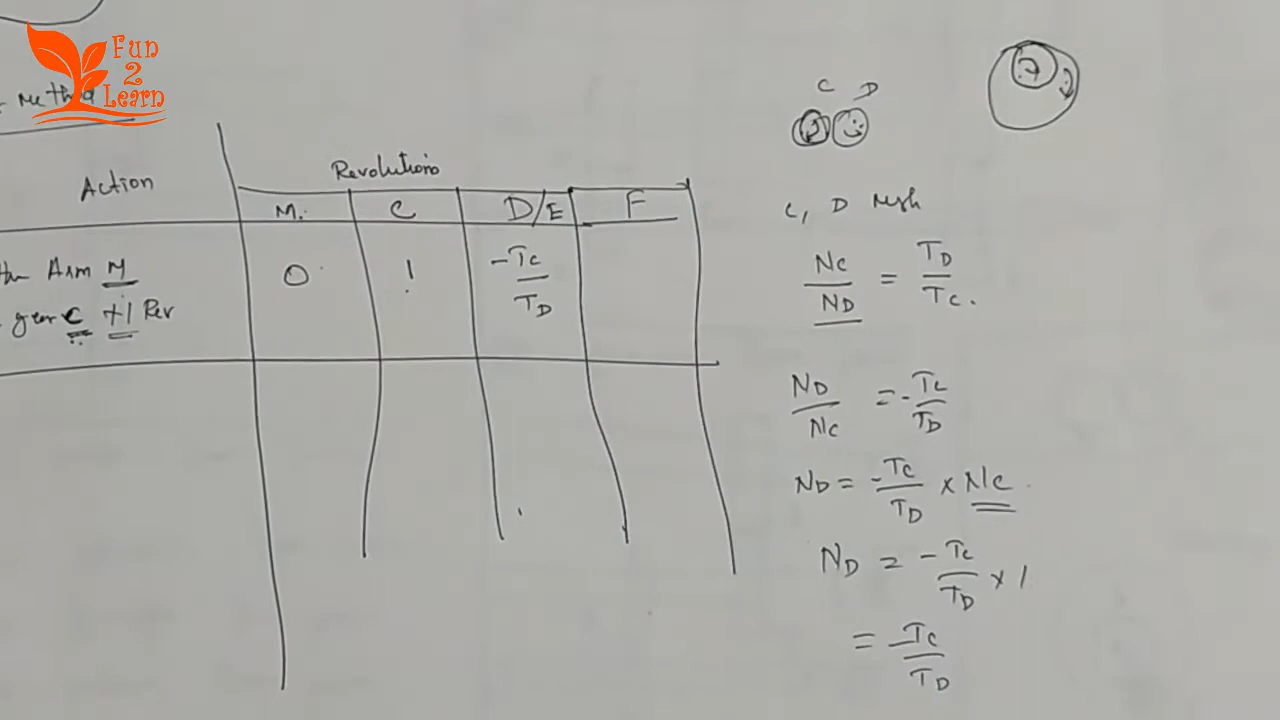 Fun
2
Learn
Method
C D
Revolutions
Action
M. C D/E F
C, D mesh
NC/ND = TD/TC.
Arm M
gear C +1 Rev
0 1 -TC/TD
ND/NC = -TC/TD
ND = -TC/TD × NC
ND = -TC/TD × 1
= -TC/TD